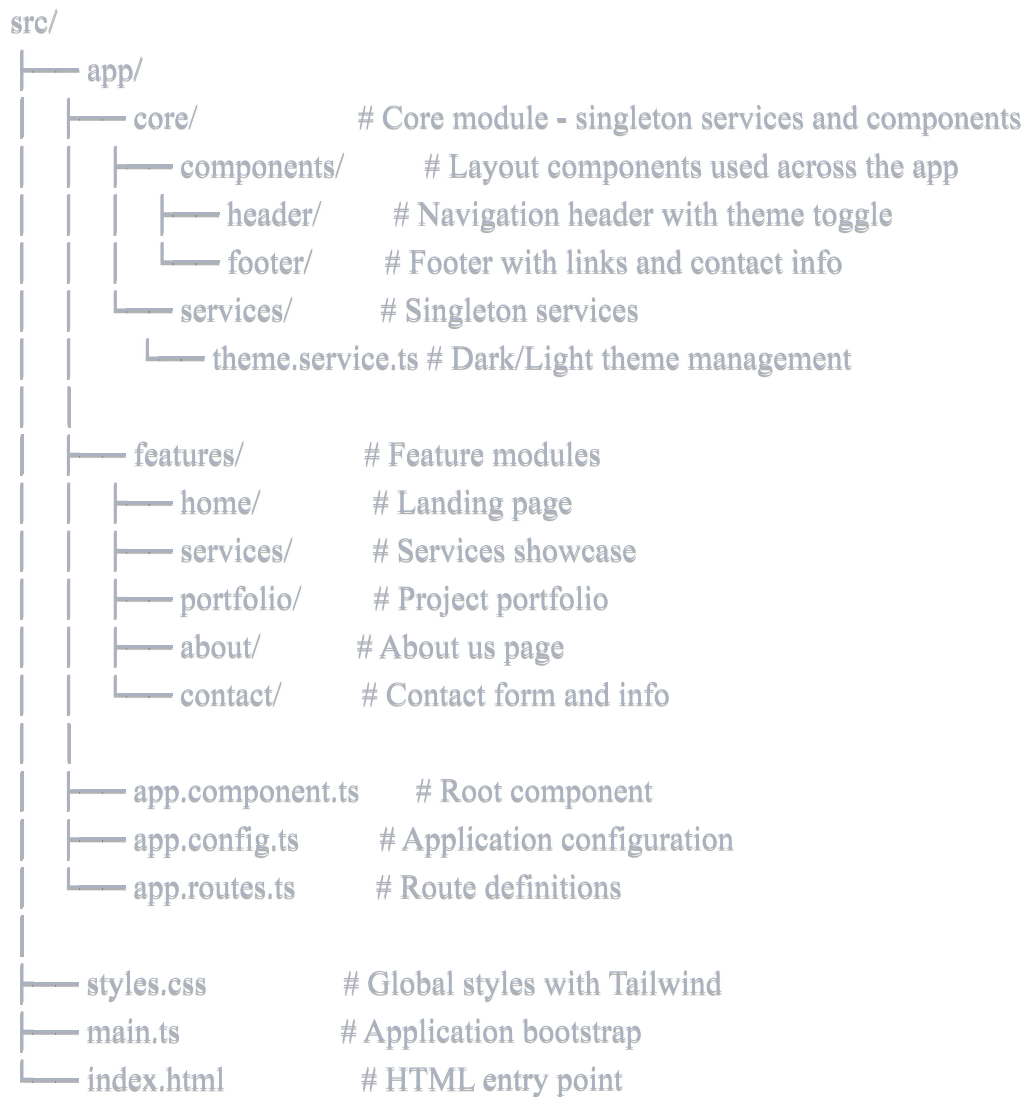 src/
├── app/
│   ├── core/                    # Core module - singleton services and components
│   │   ├── components/          # Layout components used across the app
│   │   │   ├── header/         # Navigation header with theme toggle
│   │   │   └── footer/         # Footer with links and contact info
│   │   └── services/           # Singleton services
│   │       └── theme.service.ts # Dark/Light theme management
│   │
│   ├── features/               # Feature modules
│   │   ├── home/              # Landing page
│   │   ├── services/          # Services showcase
│   │   ├── portfolio/         # Project portfolio
│   │   ├── about/            # About us page
│   │   └── contact/          # Contact form and info
│   │
│   ├── app.component.ts       # Root component
│   ├── app.config.ts          # Application configuration
│   └── app.routes.ts          # Route definitions
│
├── styles.css                 # Global styles with Tailwind
├── main.ts                    # Application bootstrap
└── index.html                 # HTML entry point